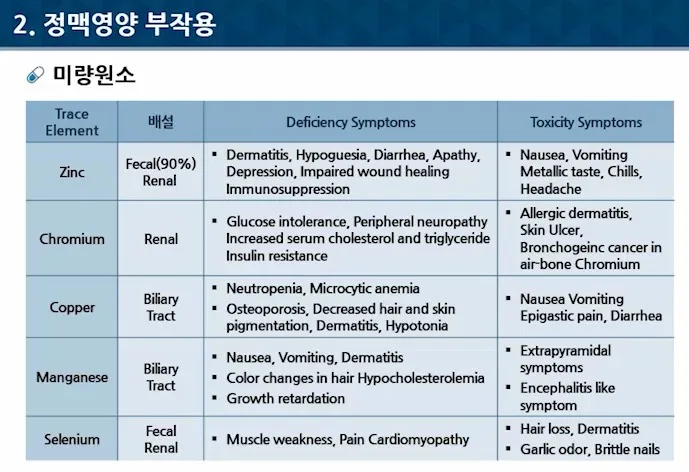 2. 정맥영양 부작용
미량원소
Trace
Element
배설
Deficiency Symptoms
Toxicity Symptoms
Zinc
Fecal(90%)
Renal
▪ Dermatitis, Hypoguesia, Diarrhea, Apathy,
Depression, Impaired wound healing
Immunosuppression
▪ Nausea, Vomiting
Metallic taste, Chills,
Headache
Chromium
Renal
▪ Glucose intolerance, Peripheral neuropathy
Increased serum cholesterol and triglyceride
Insulin resistance
▪ Allergic dermatitis,
Skin Ulcer,
Bronchogeinc cancer in
air-bone Chromium
Copper
Biliary
Tract
▪ Neutropenia, Microcytic anemia
▪ Osteoporosis, Decreased hair and skin
pigmentation, Dermatitis, Hypotonia
▪ Nausea Vomiting
Epigastic pain, Diarrhea
Manganese
Biliary
Tract
▪ Nausea, Vomiting, Dermatitis
▪ Color changes in hair Hypocholesterolemia
▪ Growth retardation
▪ Extrapyramidal
symptoms
▪ Encephalitis like
symptom
Selenium
Fecal
Renal
▪ Muscle weakness, Pain Cardiomyopathy
▪ Hair loss, Dermatitis
▪ Garlic odor, Brittle nails